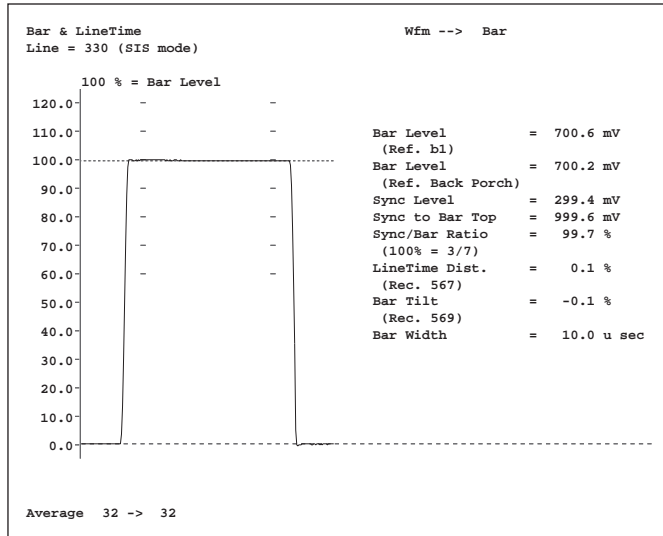 Bar & LineTime
Wfm --> Bar
Line = 330 (SIS mode)
100 % = Bar Level
120.0
110.0
100.0
90.0
80.0
70.0
60.0
50.0
40.0
30.0
20.0
10.0
0.0
Bar Level = 700.6 mV
(Ref. b1)
Bar Level = 700.2 mV
(Ref. Back Porch)
Sync Level = 299.4 mV
Sync to Bar Top = 999.6 mV
Sync/Bar Ratio = 99.7 %
(100% = 3/7)
LineTime Dist. = 0.1 %
(Rec. 567)
Bar Tilt = -0.1 %
(Rec. 569)
Bar Width = 10.0 u sec
Average 32 -> 32